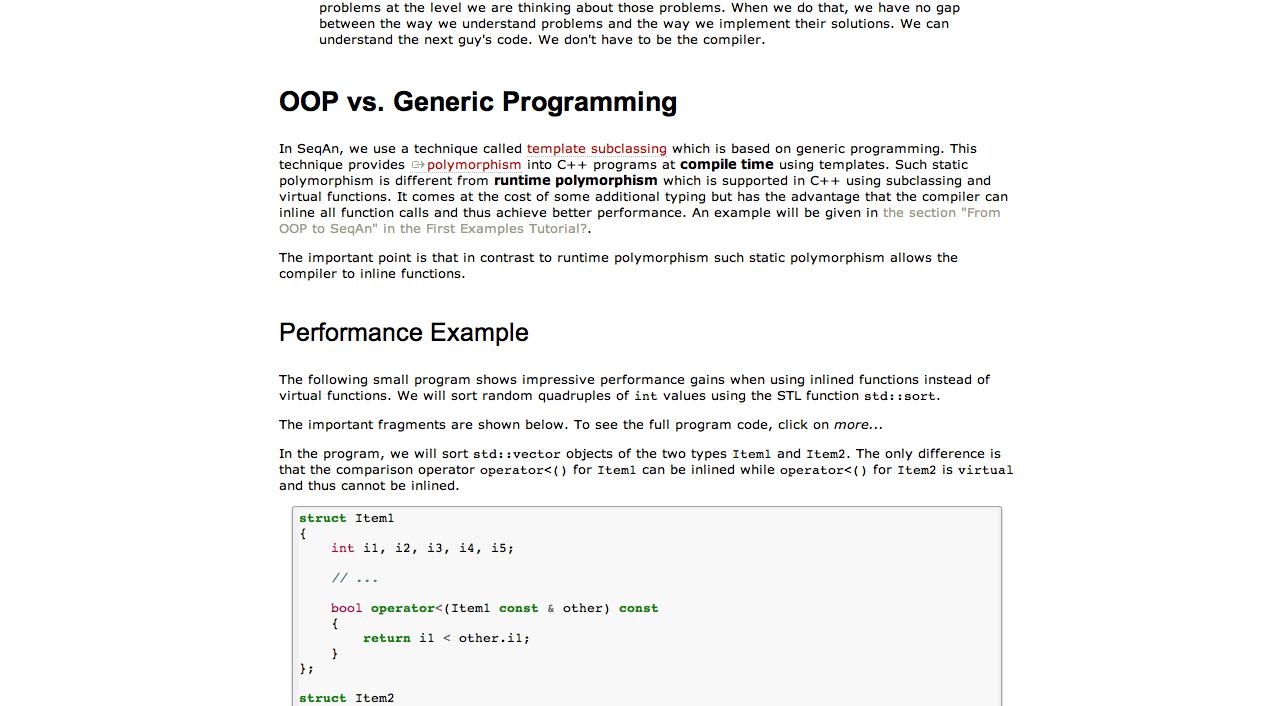 problems at the level we are thinking about those problems. When we do that, we have no gap
between the way we understand problems and the way we implement their solutions. We can
understand the next guy's code. We don't have to be the compiler.
OOP vs. Generic Programming
In SeqAn, we use a technique called template subclassing which is based on generic programming. This
technique provides polymorphism into C++ programs at compile time using templates. Such static
polymorphism is different from runtime polymorphism which is supported in C++ using subclassing and
virtual functions. It comes at the cost of some additional typing but has the advantage that the compiler can
inline all function calls and thus achieve better performance. An example will be given in the section "From
OOP to SeqAn" in the First Examples Tutorial?.
The important point is that in contrast to runtime polymorphism such static polymorphism allows the
compiler to inline functions.
Performance Example
The following small program shows impressive performance gains when using inlined functions instead of
virtual functions. We will sort random quadruples of int values using the STL function std::sort.
The important fragments are shown below. To see the full program code, click on more...
In the program, we will sort std::vector objects of the two types Item1 and Item2. The only difference is
that the comparison operator operator<() for Item1 can be inlined while operator<() for Item2 is virtual
and thus cannot be inlined.
struct Item1
{
    int i1, i2, i3, i4, i5;
    // ...
    bool operator<(Item1 const & other) const
    {
        return i1 < other.i1;
    }
};
struct Item2